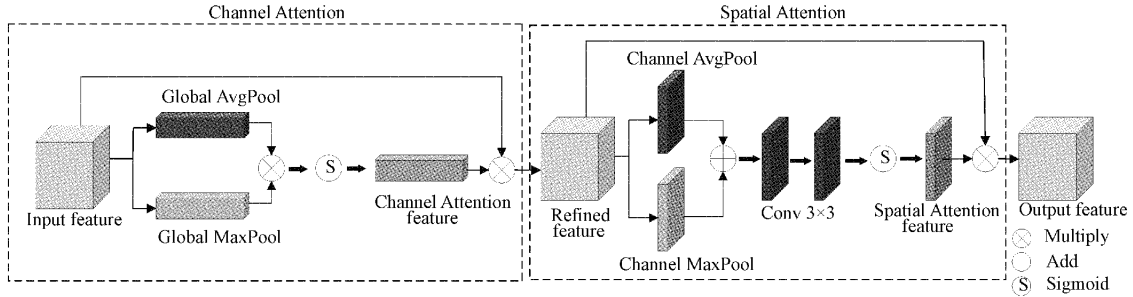 Channel Attention
Spatial Attention
Global AvgPool
Global MaxPool
Input feature
S
Channel Attention
feature
Channel AvgPool
Channel MaxPool
Refined
feature
Conv 3×3
S
Spatial Attention
feature
Output feature
Multiply
Add
S Sigmoid